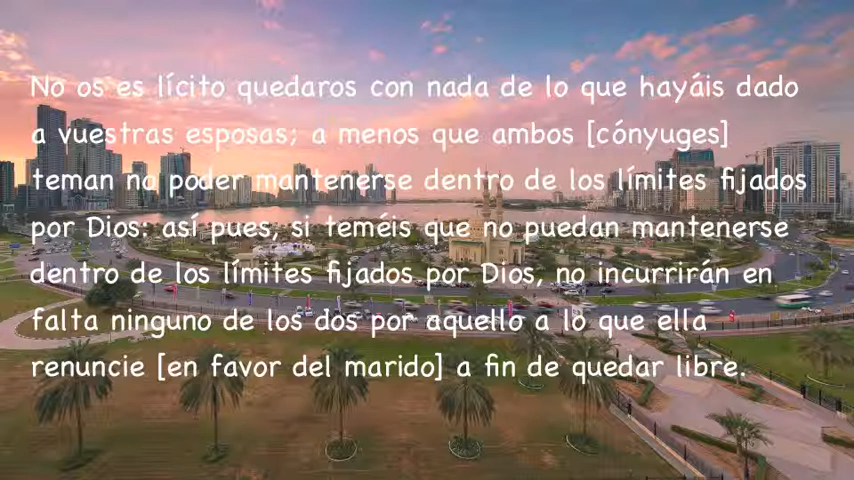 No os es lícito quedaros con nada de lo que hayáis dado
a vuestras esposas; a menos que ambos [cónyuges]
teman no poder mantenerse dentro de los límites fijados
por Dios: así pues, si teméis que no puedan mantenerse
dentro de los límites fijados por Dios, no incurrirán en
falta ninguno de los dos por aquello a lo que ella
renuncie [en favor del marido] a fin de quedar libre.